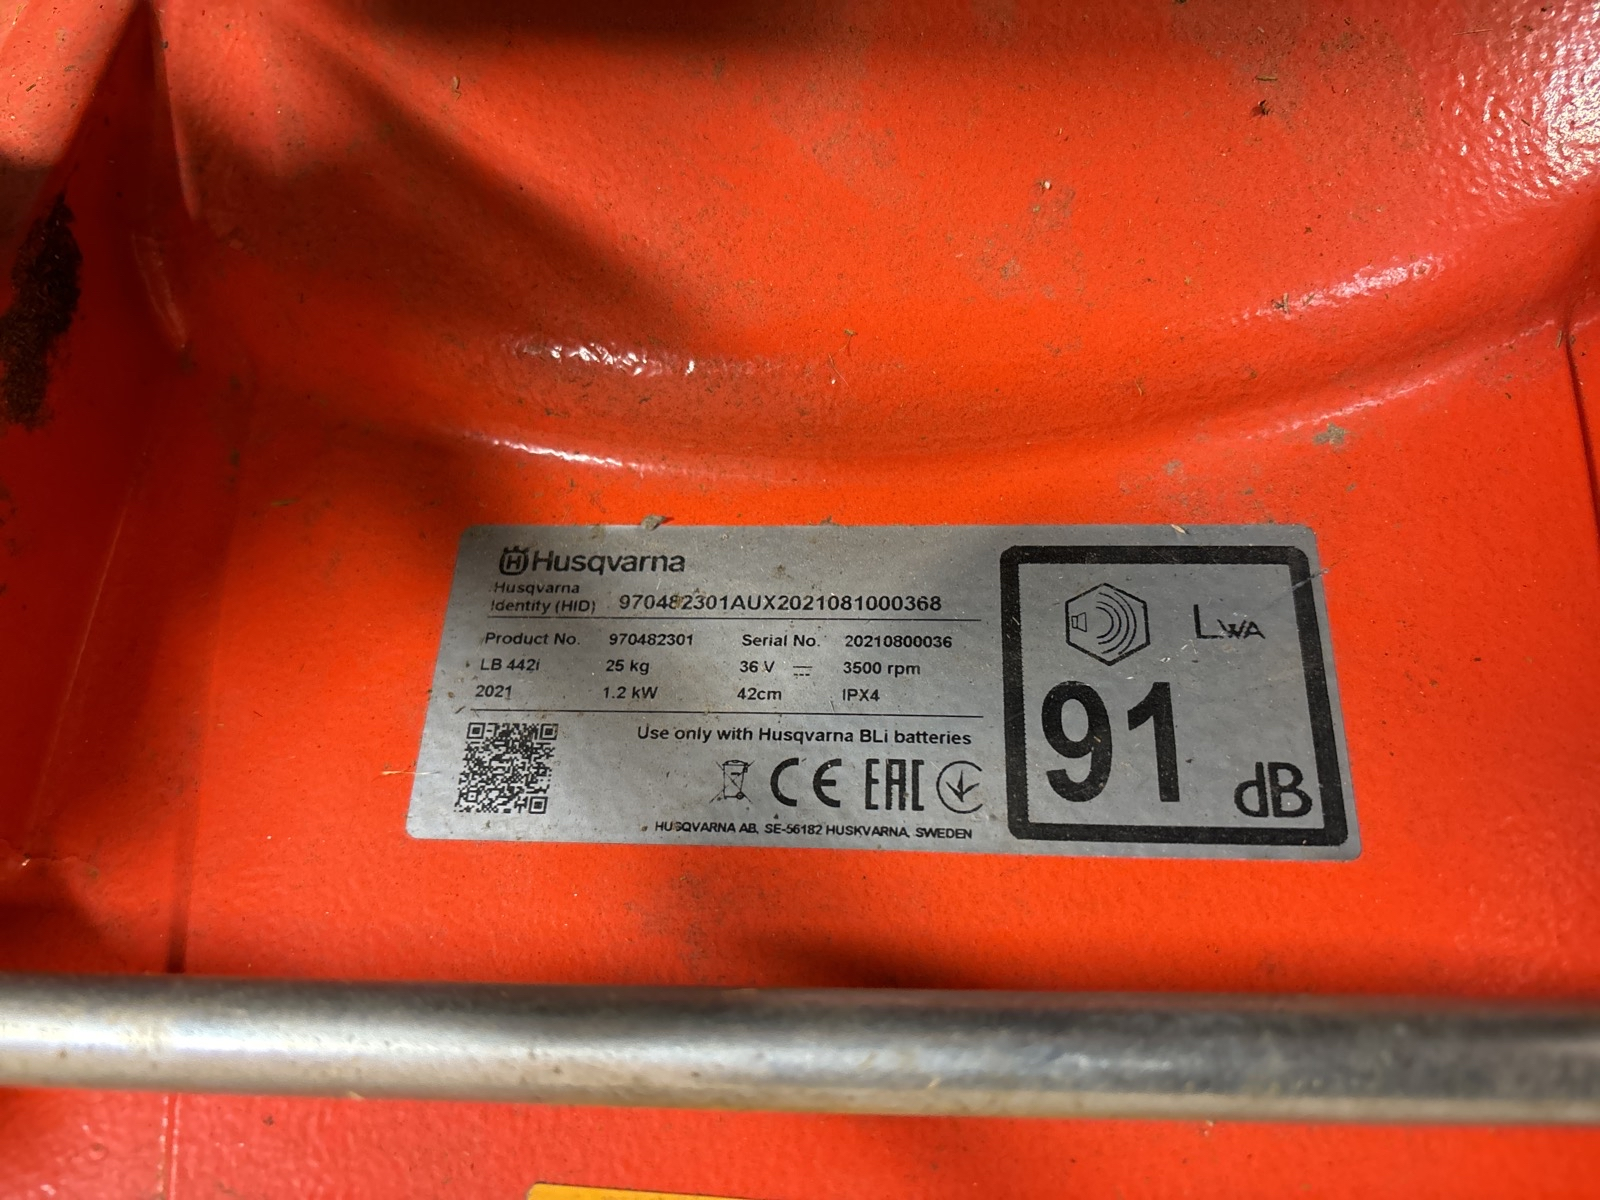 Husqvarna
Husqvarna
Identity (HID) 970482301AUX2021081000368
Product No. 970482301 Serial No. 20210800036
LB 442i 25 kg 36 V 3500 rpm
2021 1.2 kW 42cm IPX4
Use only with Husqvarna BLi batteries
CE EAC
HUSQVARNA AB, SE-56182 HUSKVARNA, SWEDEN
LWA
91 dB